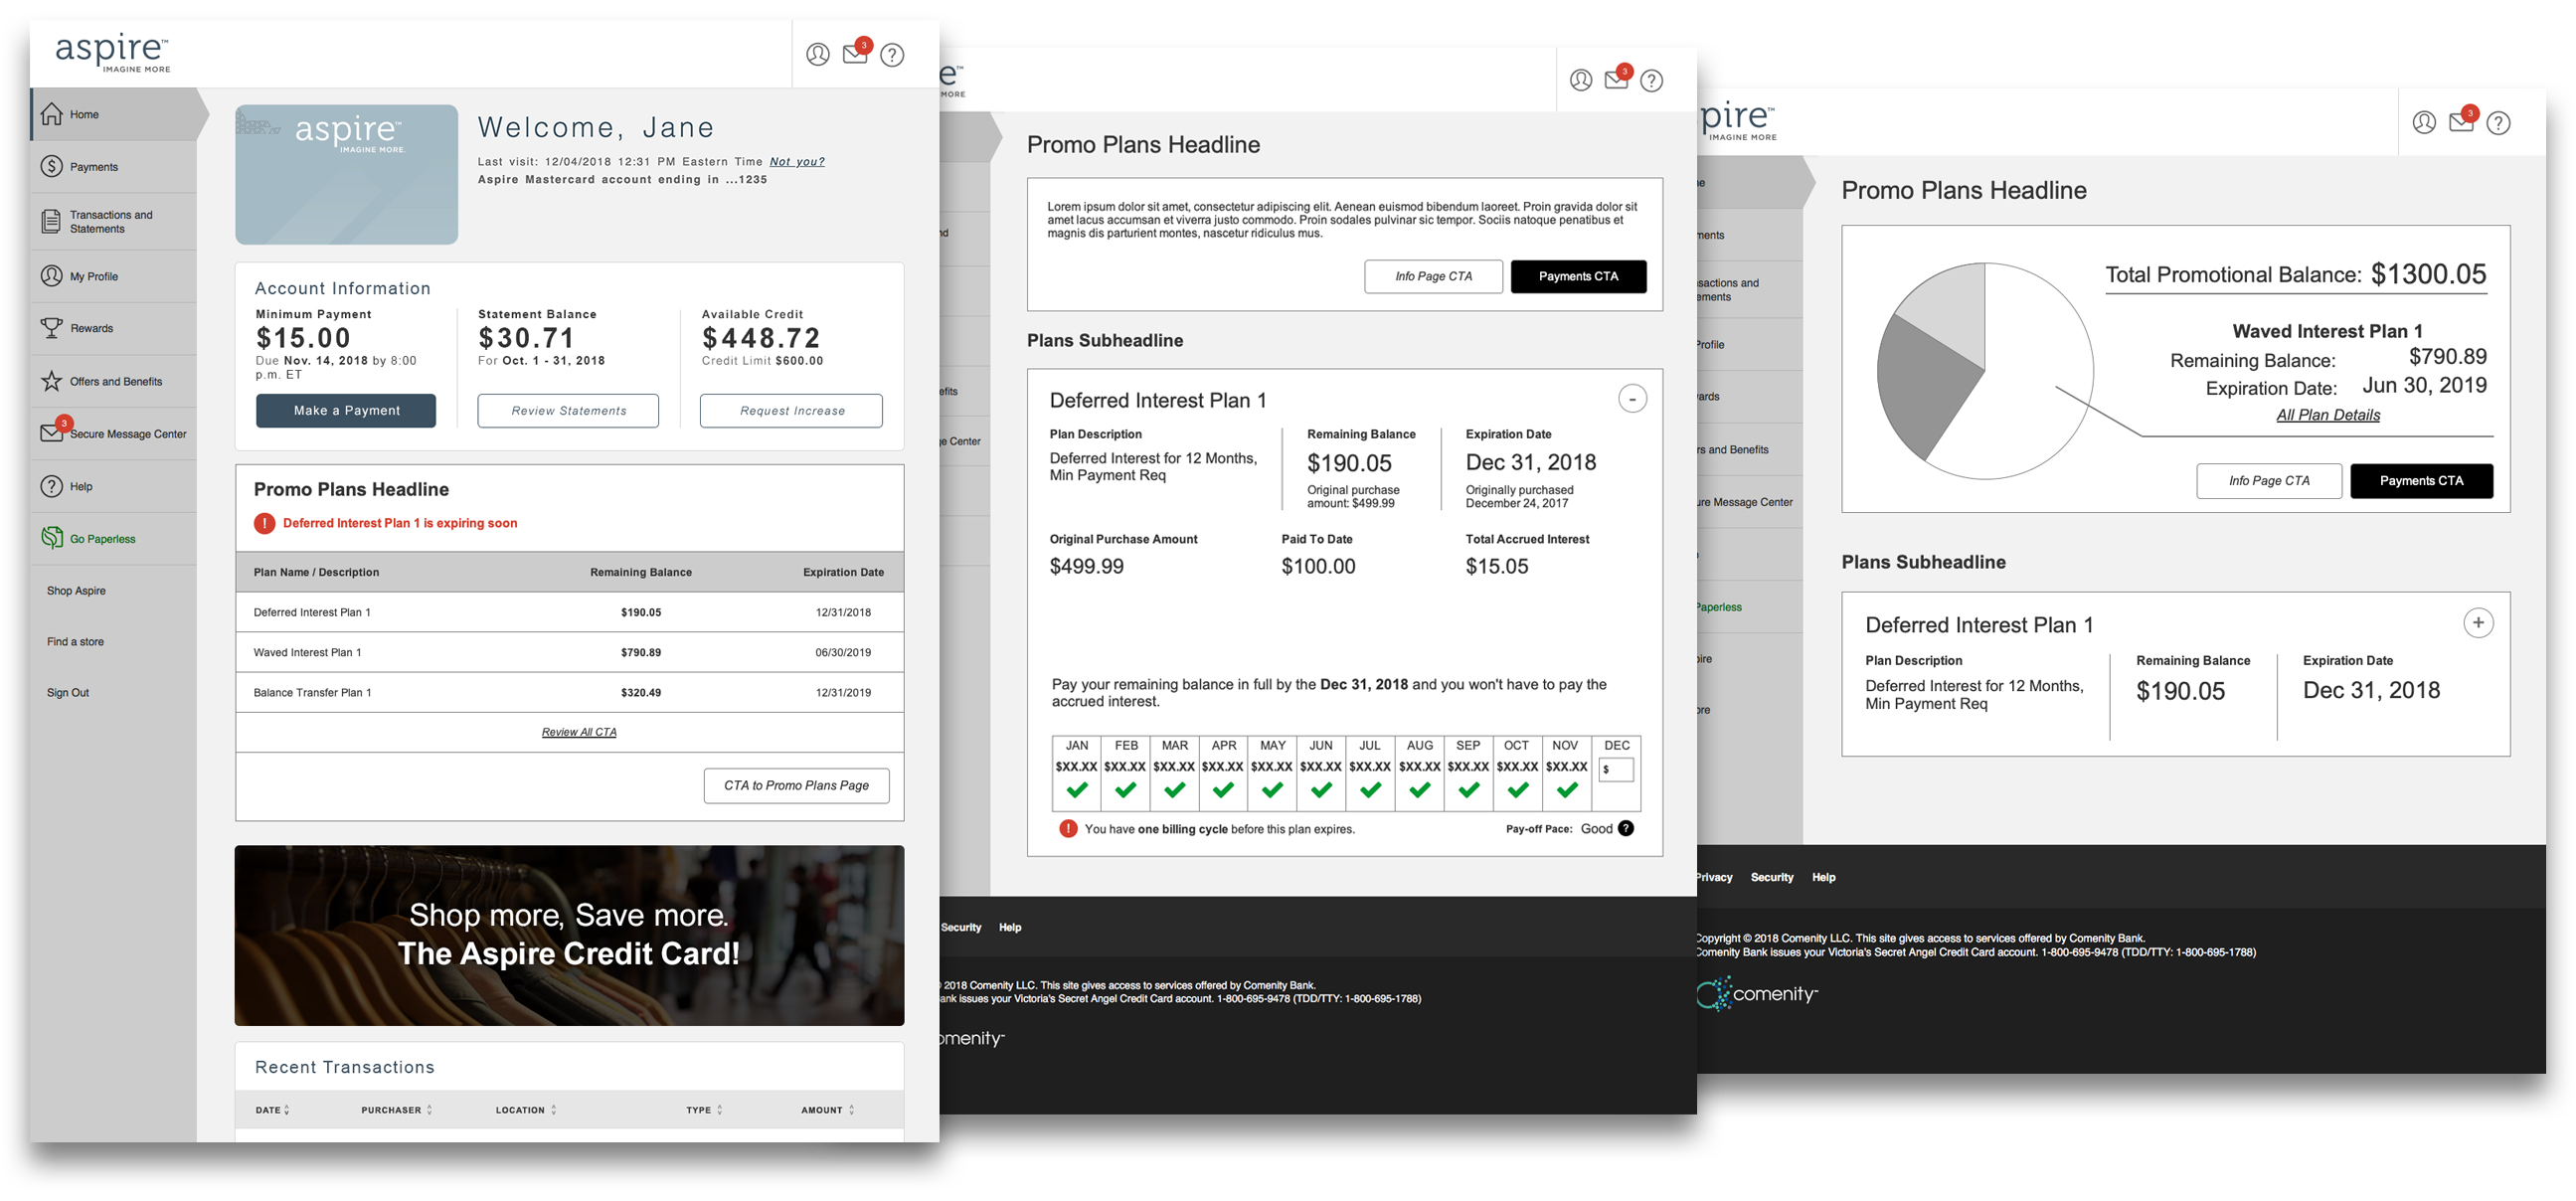 aspire™
IMAGINE MORE
3
Home
Payments
Transactions and
Statements
My Profile
Rewards
Offers and Benefits
3
Secure Message Center
Help
Go Paperless
Shop Aspire
Find a store
Sign Out
aspire™
IMAGINE MORE.
Welcome, Jane
Last visit: 12/04/2018 12:31 PM Eastern Time Not you?
Aspire Mastercard account ending in ...1235
Account Information
Minimum Payment
$15.00
Due Nov. 14, 2018 by 8:00
p.m. ET
Make a Payment
Statement Balance
$30.71
For Oct. 1 - 31, 2018
Review Statements
Available Credit
$448.72
Credit Limit $600.00
Request Increase
Promo Plans Headline
! Deferred Interest Plan 1 is expiring soon
Plan Name / Description Remaining Balance Expiration Date
Deferred Interest Plan 1 $190.05 12/31/2018
Waved Interest Plan 1 $790.89 06/30/2019
Balance Transfer Plan 1 $320.49 12/31/2019
Review All CTA
CTA to Promo Plans Page
Shop more, Save more.
The Aspire Credit Card!
Recent Transactions
DATE PURCHASER LOCATION TYPE AMOUNT
e™
MORE
3
nd
efits
ge Center
Promo Plans Headline
Lorem ipsum dolor sit amet, consectetur adipiscing elit. Aenean euismod bibendum laoreet. Proin gravida dolor sit
amet lacus accumsan et viverra justo commodo. Proin sodales pulvinar sic tempor. Sociis natoque penatibus et
magnis dis parturient montes, nascetur ridiculus mus.
Info Page CTA Payments CTA
Plans Subheadline
Deferred Interest Plan 1 -
Plan Description
Deferred Interest for 12 Months,
Min Payment Req
Remaining Balance
$190.05
Original purchase
amount: $499.99
Expiration Date
Dec 31, 2018
Originally purchased
December 24, 2017
Original Purchase Amount
$499.99
Paid To Date
$100.00
Total Accrued Interest
$15.05
Pay your remaining balance in full by the Dec 31, 2018 and you won't have to pay the
accrued interest.
JAN FEB MAR APR MAY JUN JUL AUG SEP OCT NOV DEC
$XX.XX $XX.XX $XX.XX $XX.XX $XX.XX $XX.XX $XX.XX $XX.XX $XX.XX $XX.XX $XX.XX $
! You have one billing cycle before this plan expires. Pay-off Pace: Good ?
Security Help
2018 Comenity LLC. This site gives access to services offered by Comenity Bank.
ank issues your Victoria's Secret Angel Credit Card account. 1-800-695-9478 (TDD/TTY: 1-800-695-1788)
omenity
pire™
IMAGINE MORE
3
me
ments
sactions and
ements
Profile
ards
rs and Benefits
ure Message Center
Paperless
pire
ore
Promo Plans Headline
Total Promotional Balance: $1300.05
Waved Interest Plan 1
Remaining Balance: $790.89
Expiration Date: Jun 30, 2019
All Plan Details
Info Page CTA Payments CTA
Plans Subheadline
Deferred Interest Plan 1 +
Plan Description
Deferred Interest for 12 Months,
Min Payment Req
Remaining Balance
$190.05
Expiration Date
Dec 31, 2018
Privacy Security Help
Copyright © 2018 Comenity LLC. This site gives access to services offered by Comenity Bank.
Comenity Bank issues your Victoria's Secret Angel Credit Card account. 1-800-695-9478 (TDD/TTY: 1-800-695-1788)
comenity